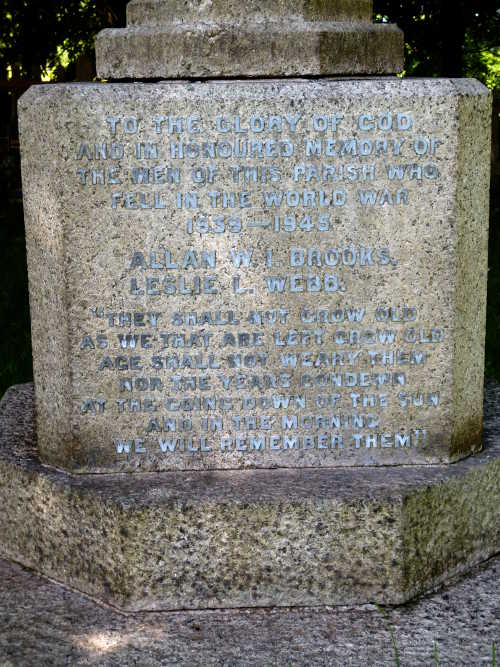 TO THE GLORY OF GOD
AND IN HONOURED MEMORY OF
THE MEN OF THIS PARISH WHO
FELL IN THE WORLD WAR
1939–1945
ALLAN W. I. BROOKS.
LESLIE L. WEBB.
"THEY SHALL NOT GROW OLD
AS WE THAT ARE LEFT GROW OLD
AGE SHALL NOT WEARY THEM
NOR THE YEARS CONDEMN
AT THE GOING DOWN OF THE SUN
AND IN THE MORNING
WE WILL REMEMBER THEM"